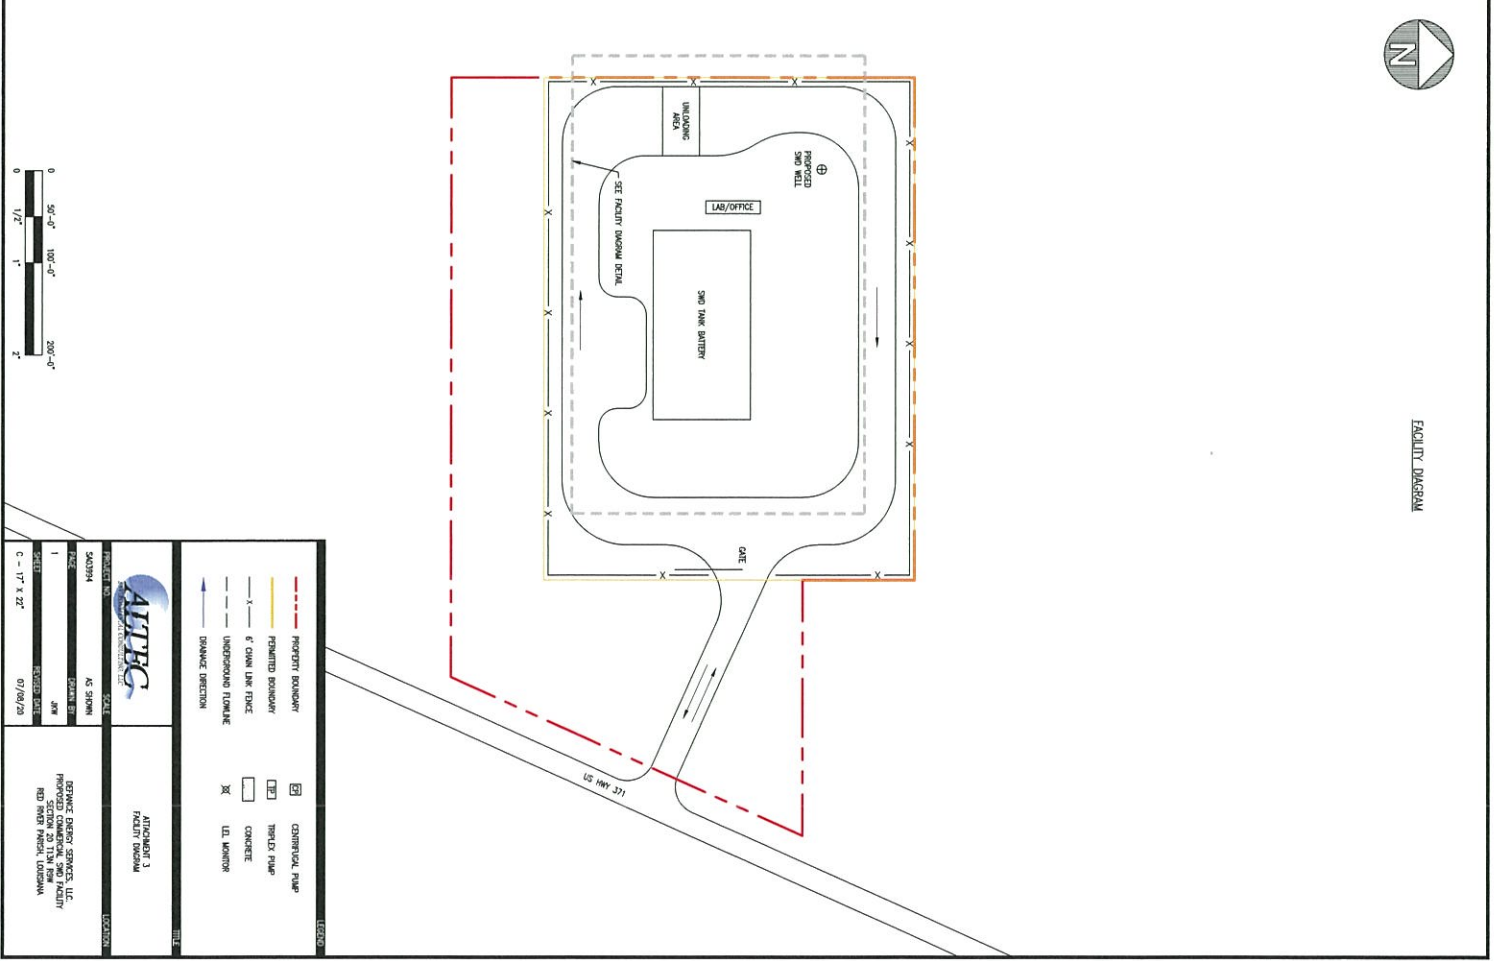 FACILITY DIAGRAM
N
UNLOADING
AREA
PROPOSED
SWD WELL
LAB/OFFICE
SEE FACILITY DIAGRAM DETAIL
SWD TANK BATTERY
GATE
US HWY 371
X
X
X
X
X
X
X
X
X
X
X
X
X
0 50'-0" 100'-0" 200'-0"
0 1/2" 1" 2"
LEGEND
PROPERTY BOUNDARY
PERMITTED BOUNDARY
X 6' CHAIN LINK FENCE
UNDERGROUND FLOWLINE
DRAINAGE DIRECTION
CP CENTRIFUGAL PUMP
TP TRIPLEX PUMP
CONCRETE
LEL MONITOR
TITLE
ALTEC
ATTACHMENT 3
FACILITY DIAGRAM
PROJECT NO. SCALE
SA03994 AS SHOWN
PAGE DRAWN BY
1 JKW
SHEET REVISED DATE
C - 17" X 22" 07/08/20
LOCATION
DEFIANCE ENERGY SERVICES, LLC.
PROPOSED COMMERCIAL SWD FACILITY
SECTION 20 T13N R9W
RED RIVER PARISH, LOUISIANA